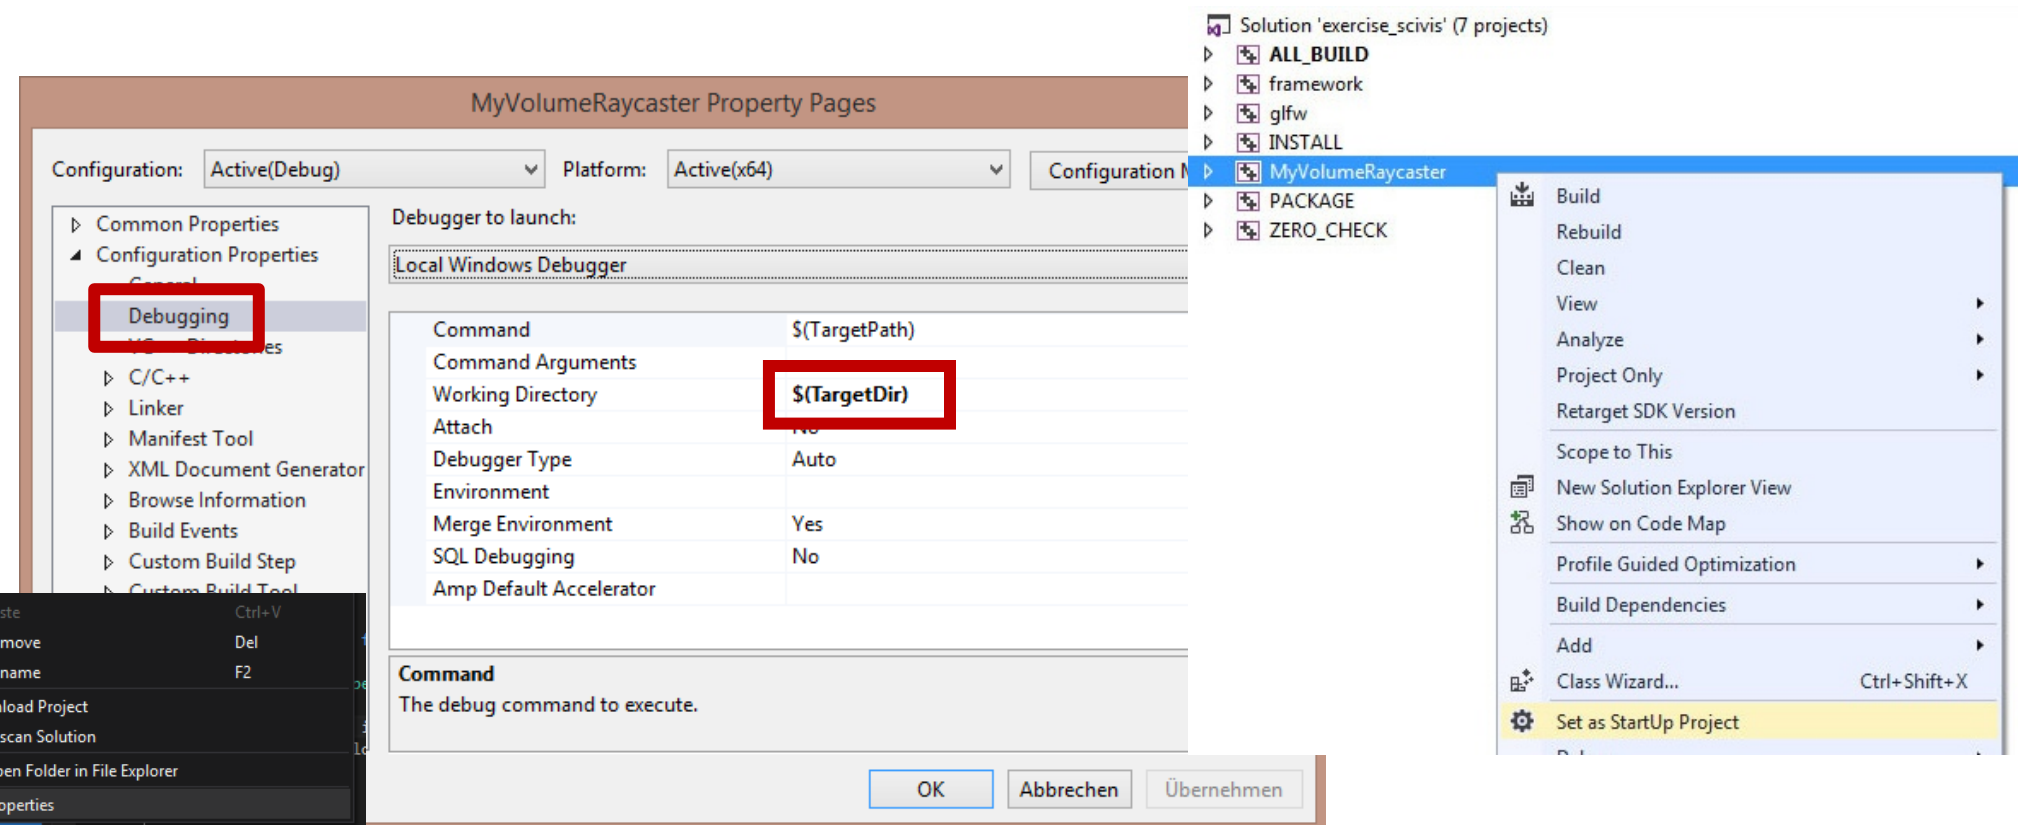 Solution 'exercise_scivis' (7 projects)
ALL_BUILD
framework
glfw
INSTALL
MyVolumeRaycaster
PACKAGE
ZERO_CHECK
MyVolumeRaycaster Property Pages
Configuration: Active(Debug) Platform: Active(x64) Configuration
Common Properties
Configuration Properties
General
Debugging
Directories
C/C++
Linker
Manifest Tool
XML Document Generator
Browse Information
Build Events
Custom Build Step
Custom Build Tool
Debugger to launch:
Local Windows Debugger
Command $(TargetPath)
Command Arguments
Working Directory $(TargetDir)
Attach No
Debugger Type Auto
Environment
Merge Environment Yes
SQL Debugging No
Amp Default Accelerator
Command
The debug command to execute.
OK Abbrechen Übernehmen
Build
Rebuild
Clean
View
Analyze
Project Only
Retarget SDK Version
Scope to This
New Solution Explorer View
Show on Code Map
Profile Guided Optimization
Build Dependencies
Add
Class Wizard... Ctrl+Shift+X
Set as StartUp Project
ste Ctrl+V
move Del
name F2
load Project
scan Solution
en Folder in File Explorer
operties